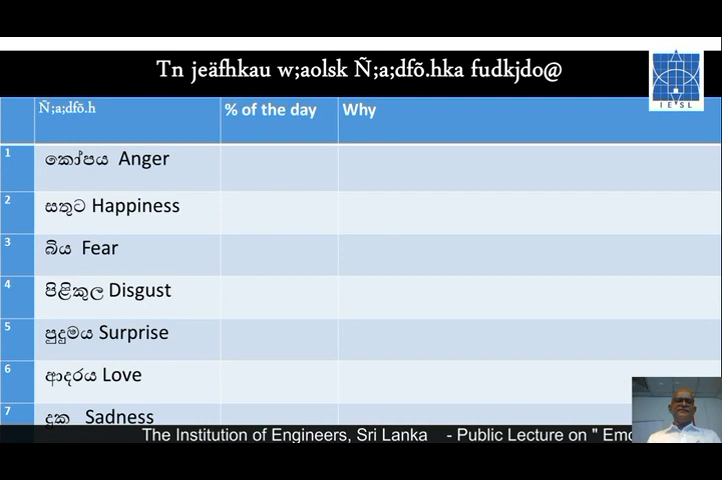 Tn jeäfhkau w;aolsk Ñ;a;dfõ.hka fudkjdo@
IESL
Ñ;a;dfõ.h % of the day Why
1 කෝපය Anger
2 සතුට Happiness
3 බිය Fear
4 පිළිකුල Disgust
5 පුදුමය Surprise
6 ආදරය Love
7 දුක Sadness
The Institution of Engineers, Sri Lanka - Public Lecture on " Emo